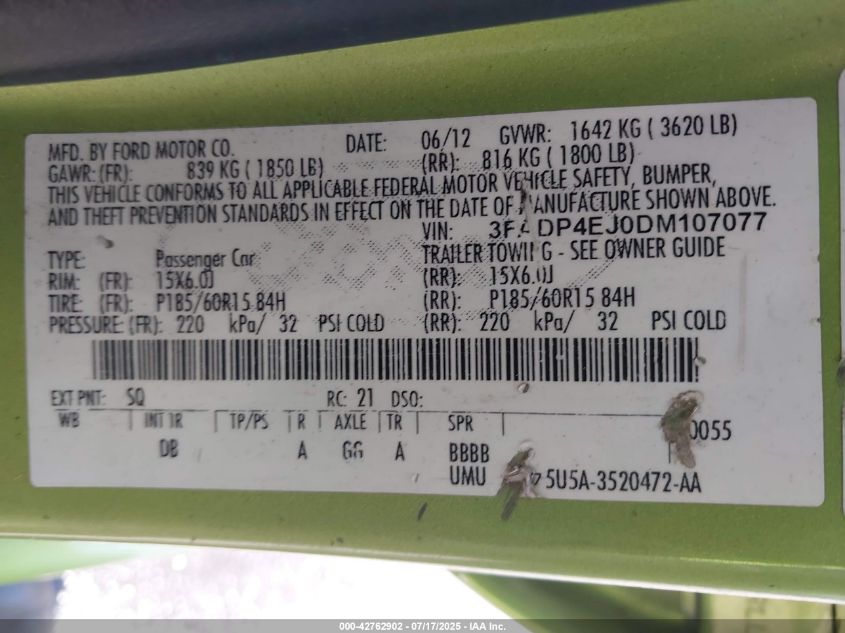 MFD. BY FORD MOTOR CO. DATE: 06/12 GVWR: 1642 KG ( 3620 LB)
GAWR: (FR): 839 KG ( 1850 LB) (RR): 816 KG ( 1800 LB)
THIS VEHICLE CONFORMS TO ALL APPLICABLE FEDERAL MOTOR VEHICLE SAFETY, BUMPER,
AND THEFT PREVENTION STANDARDS IN EFFECT ON THE DATE OF MANUFACTURE SHOWN ABOVE.
VIN: 3FADP4EJ0DM107077
TYPE: Passenger Car TRAILER TOWING - SEE OWNER GUIDE
RIM: (FR): 15X6.0J (RR): 15X6.0J
TIRE: (FR): P185/60R15 84H (RR): P185/60R15 84H
PRESSURE: (FR): 220 kPa/ 32 PSI COLD (RR): 220 kPa/ 32 PSI COLD
EXT PNT: SQ RC: 21 DSO:
WB INT TR TP/PS R AXLE TR SPR 0055
DB A GG A BBBB
UMU 5U5A-3520472-AA
000-42762902 - 07/17/2025 - IAA Inc.